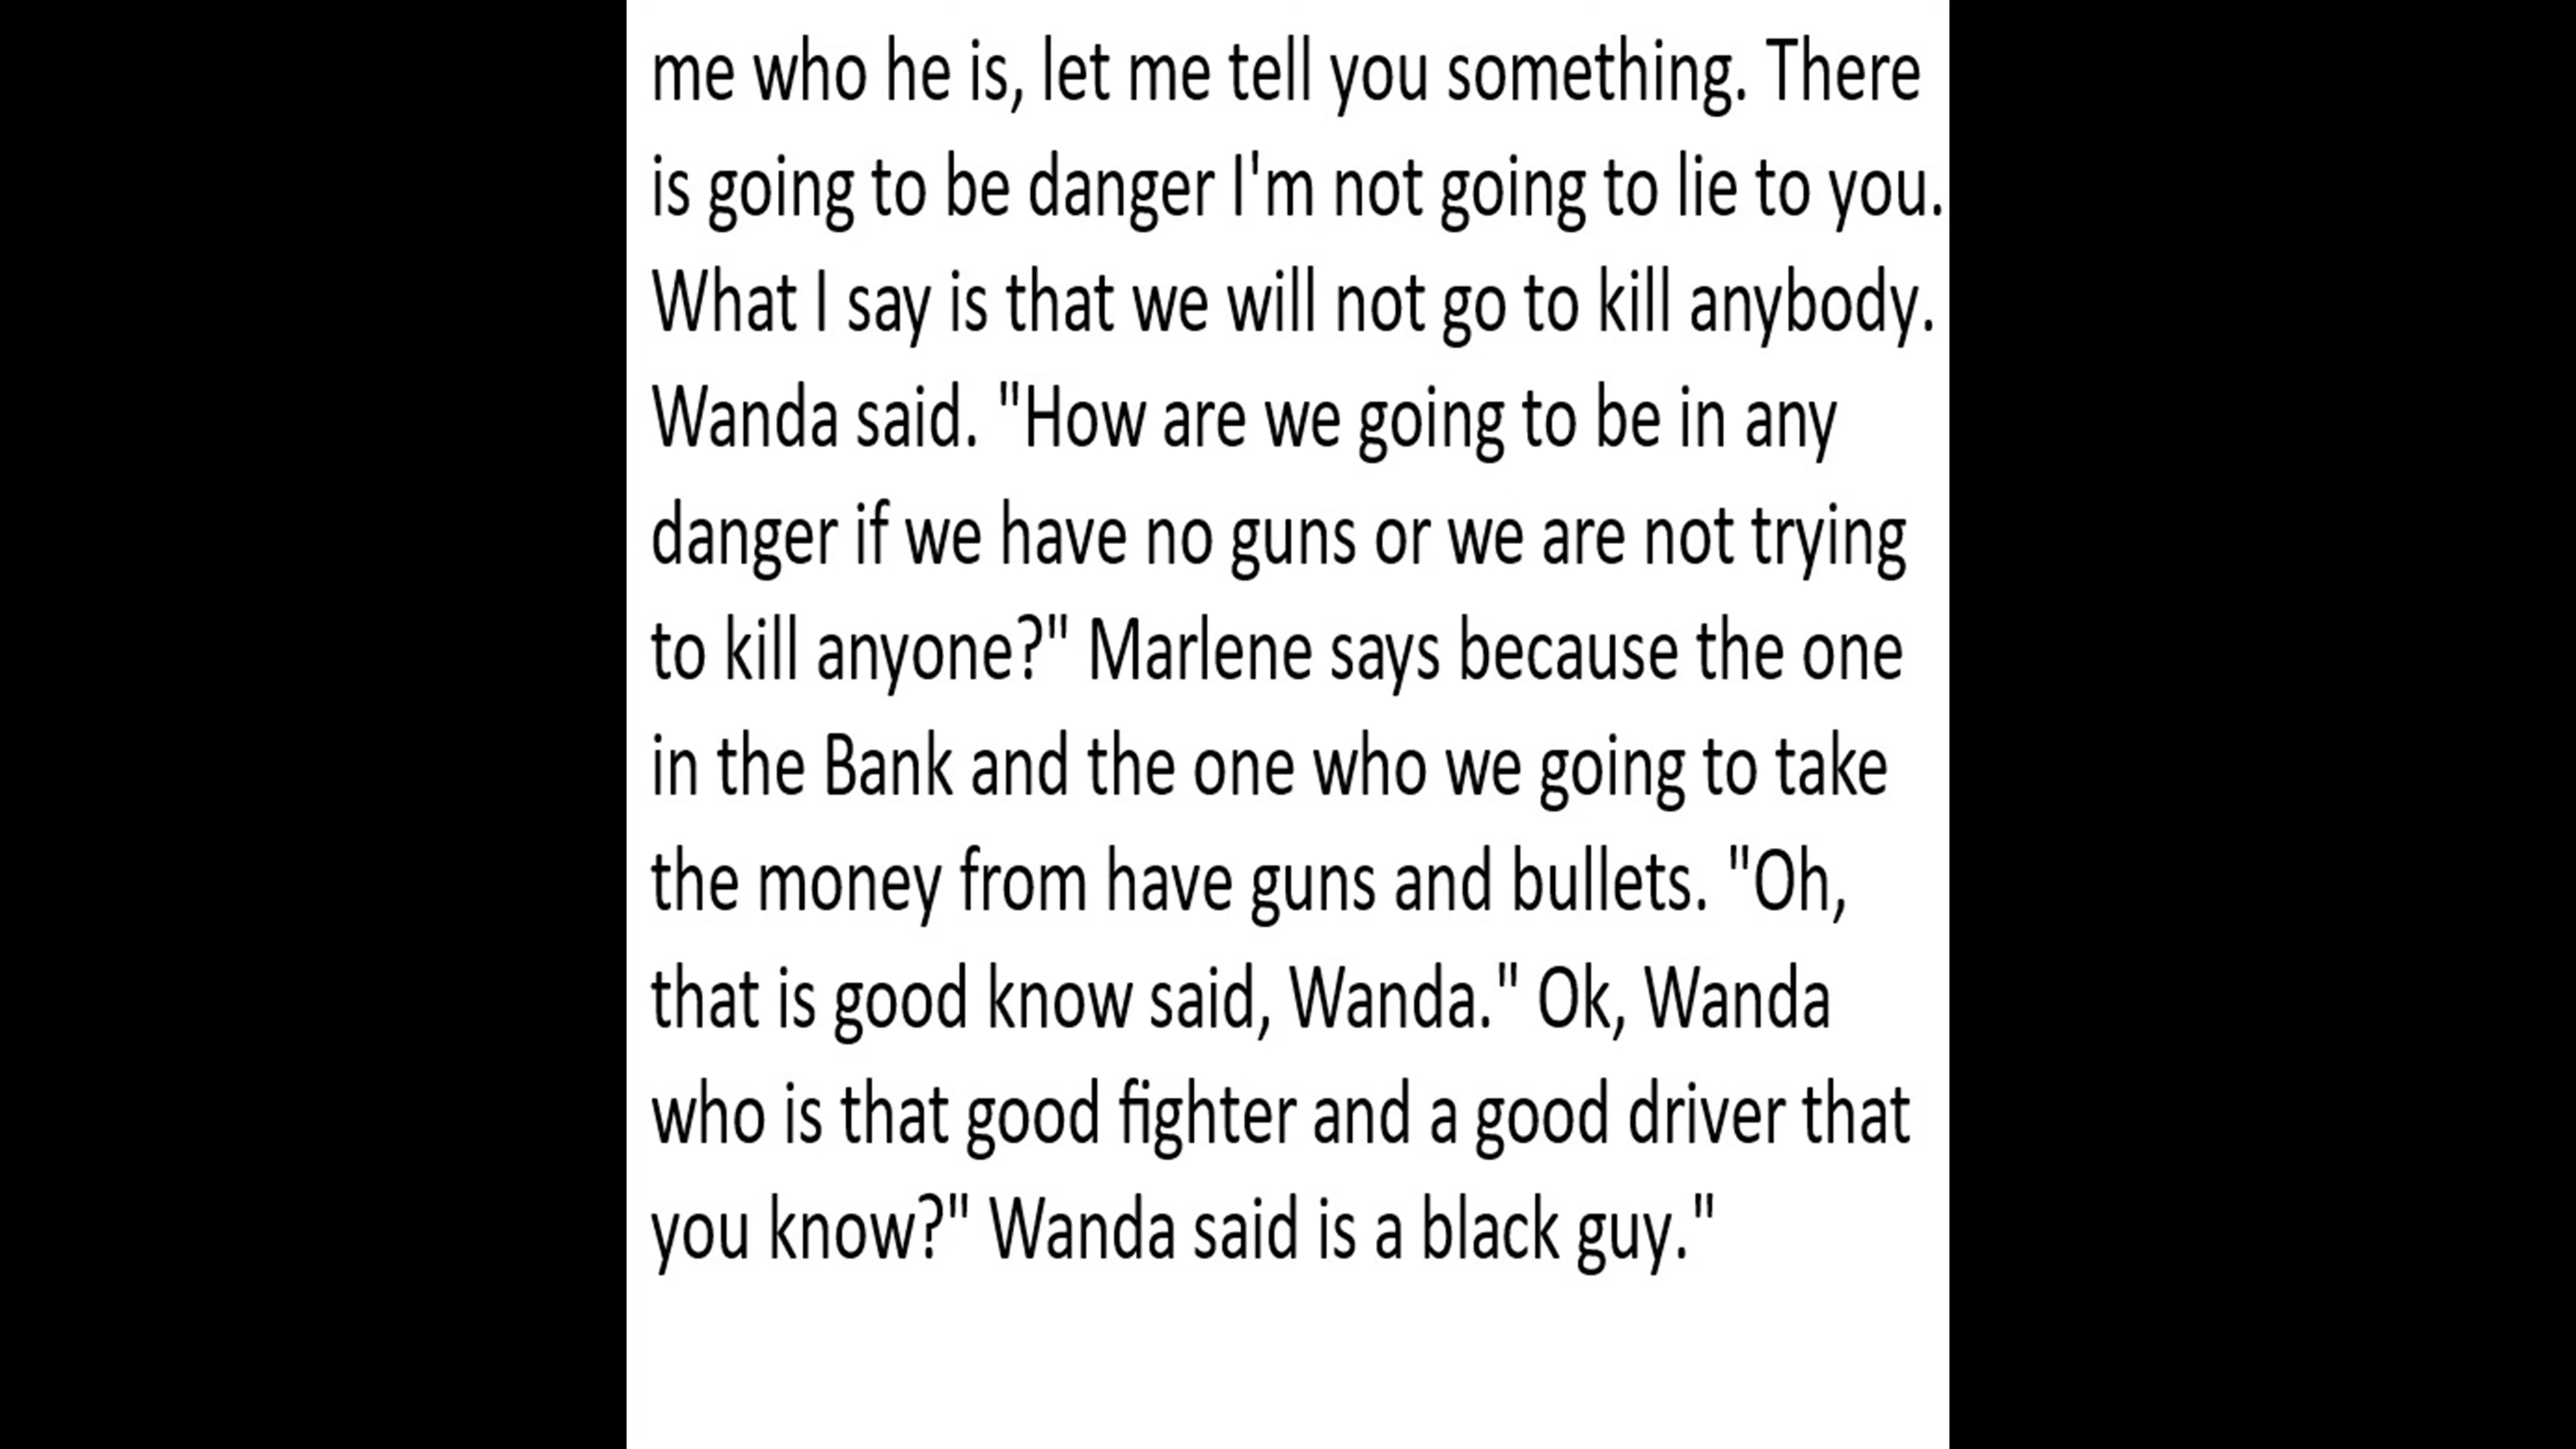 me who he is, let me tell you something. There
is going to be danger I'm not going to lie to you.
What I say is that we will not go to kill anybody.
Wanda said. "How are we going to be in any
danger if we have no guns or we are not trying
to kill anyone?" Marlene says because the one
in the Bank and the one who we going to take
the money from have guns and bullets. "Oh,
that is good know said, Wanda." Ok, Wanda
who is that good fighter and a good driver that
you know?" Wanda said is a black guy."